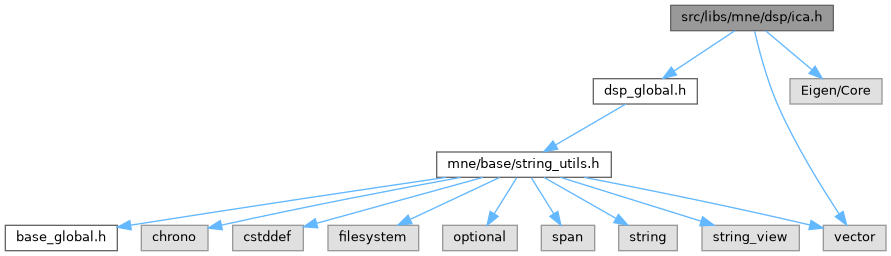 src/libs/mne/dsp/ica.h
dsp_global.h
Eigen/Core
mne/base/string_utils.h
base_global.h
chrono
cstddef
filesystem
optional
span
string
string_view
vector